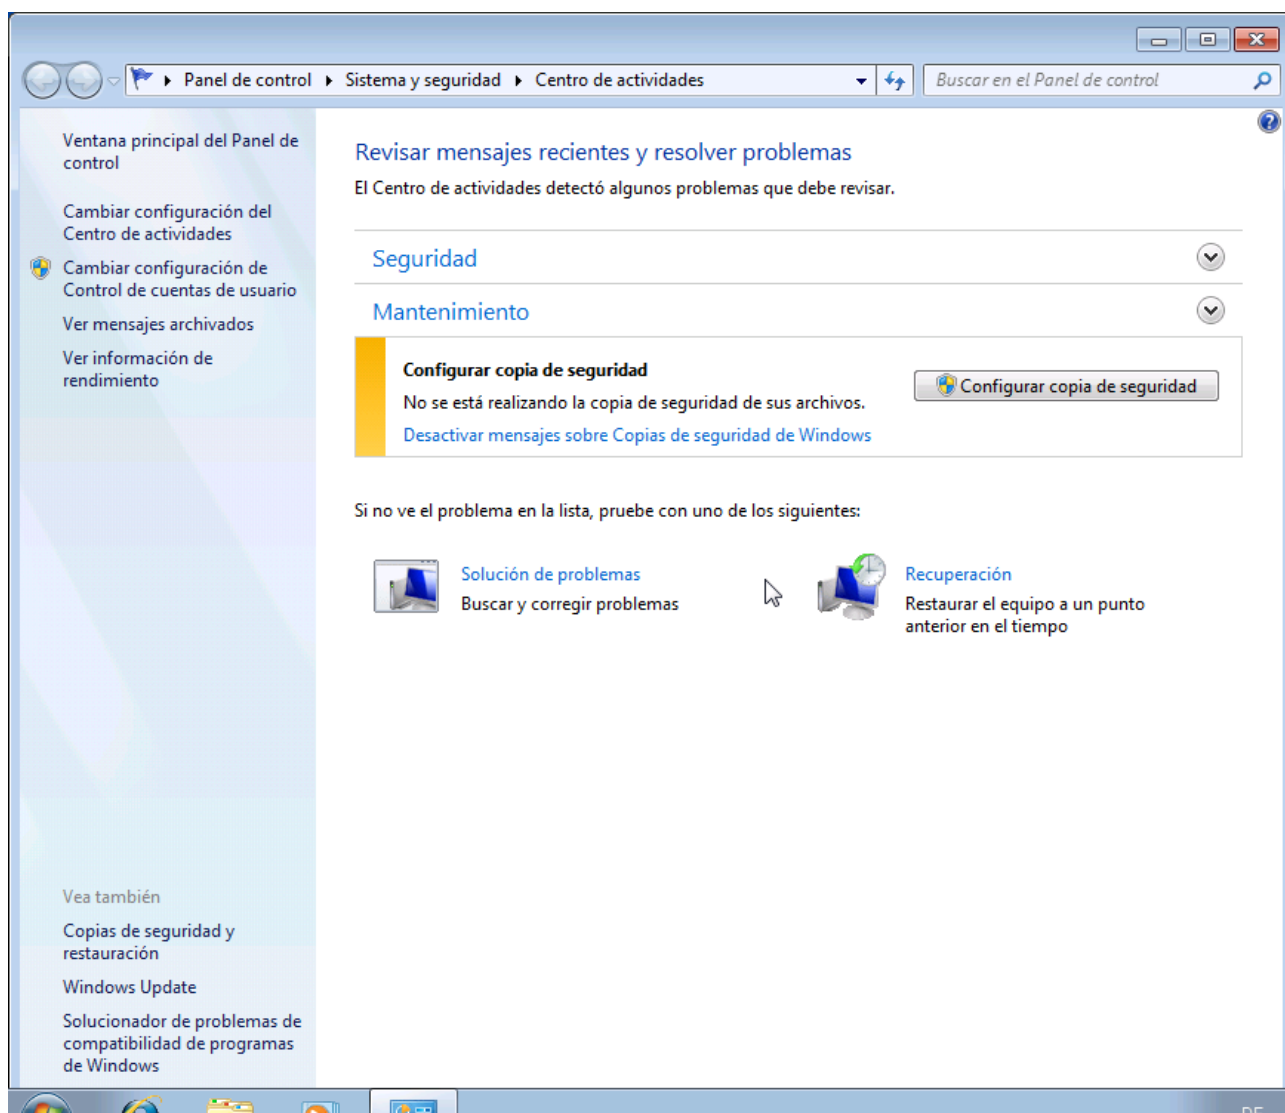 Panel de control
Sistema y seguridad
Centro de actividades
Buscar en el Panel de control
Ventana principal del Panel de
control
Cambiar configuración del
Centro de actividades
Cambiar configuración de
Control de cuentas de usuario
Ver mensajes archivados
Ver información de
rendimiento
Revisar mensajes recientes y resolver problemas
El Centro de actividades detectó algunos problemas que debe revisar.
Seguridad
Mantenimiento
Configurar copia de seguridad
No se está realizando la copia de seguridad de sus archivos.
Desactivar mensajes sobre Copias de seguridad de Windows
Configurar copia de seguridad
Si no ve el problema en la lista, pruebe con uno de los siguientes:
Solución de problemas
Buscar y corregir problemas
Recuperación
Restaurar el equipo a un punto
anterior en el tiempo
Vea también
Copias de seguridad y
restauración
Windows Update
Solucionador de problemas de
compatibilidad de programas
de Windows